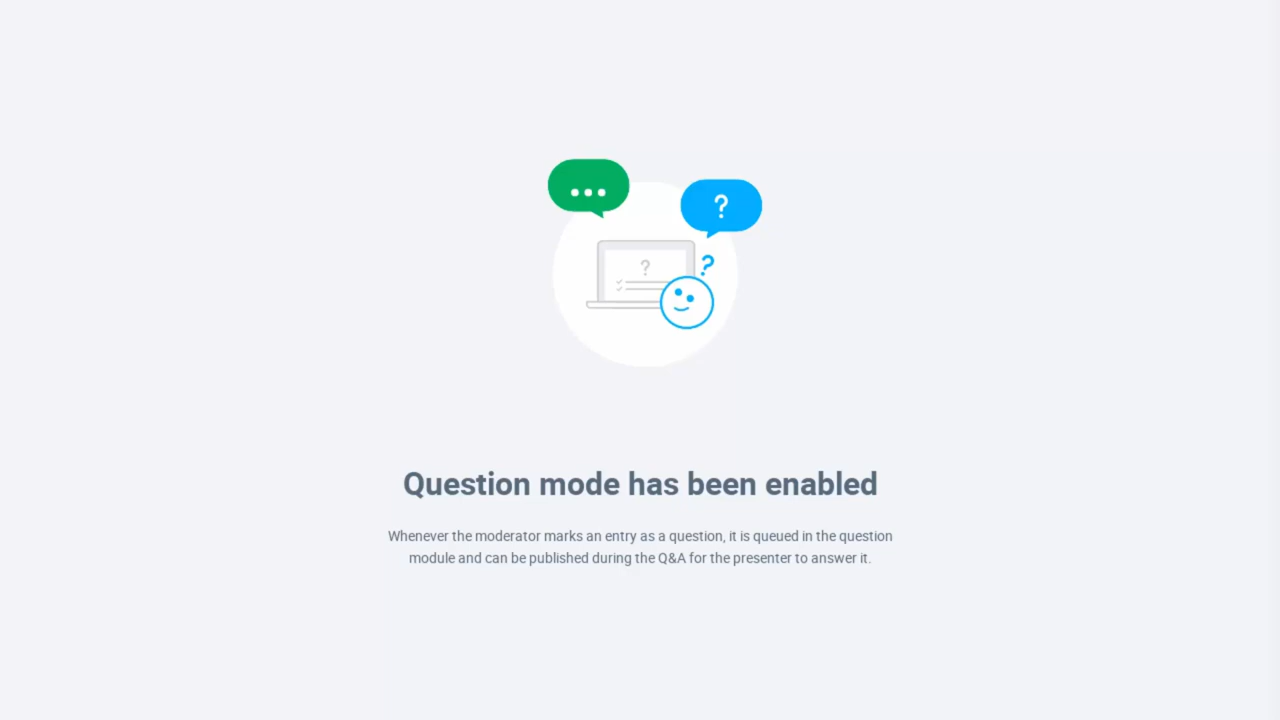 ?
?
?
Question mode has been enabled
Whenever the moderator marks an entry as a question, it is queued in the question
module and can be published during the Q&A for the presenter to answer it.